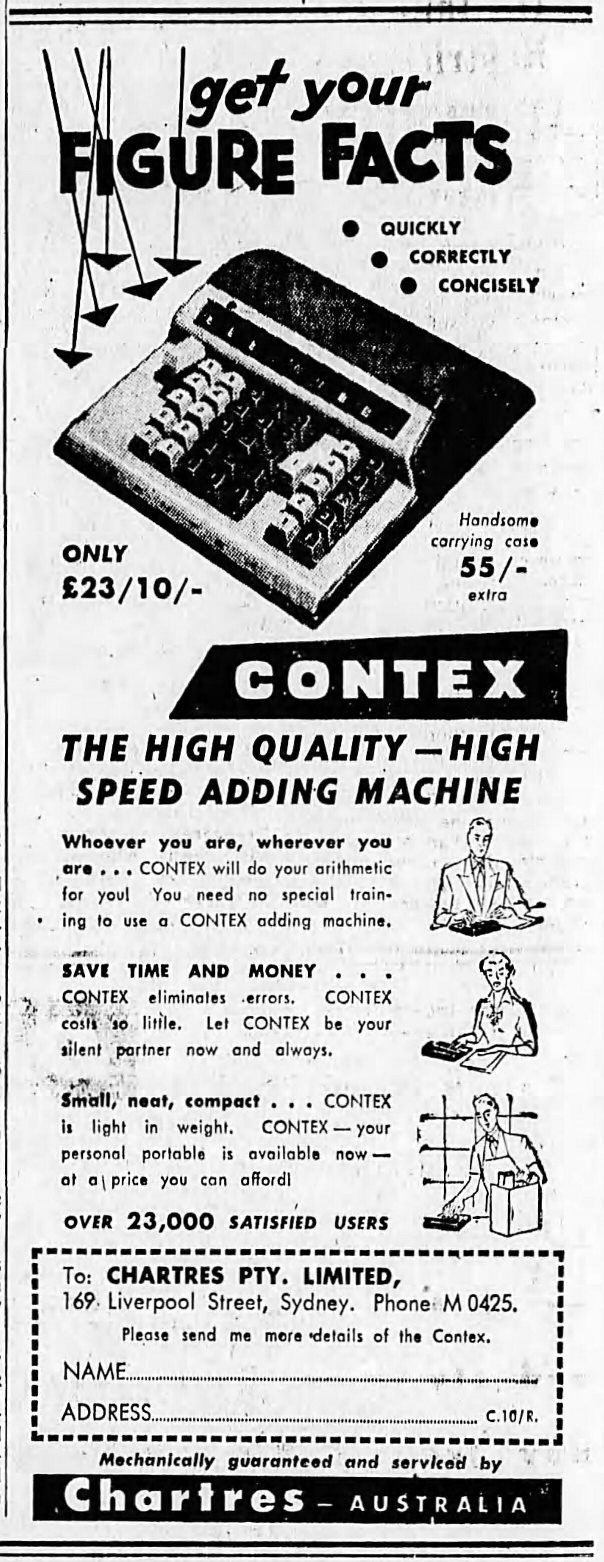 get your
FIGURE FACTS
● QUICKLY
● CORRECTLY
● CONCISELY
Handsome
carrying case
55/-
extra
ONLY
£23/10/-
CONTEX
THE HIGH QUALITY — HIGH
SPEED ADDING MACHINE
Whoever you are, wherever you
are . . . CONTEX will do your arithmetic
for you! You need no special train-
ing to use a CONTEX adding machine.
SAVE TIME AND MONEY . . .
CONTEX eliminates errors. CONTEX
costs so little. Let CONTEX be your
silent partner now and always.
Small, neat, compact . . . CONTEX
is light in weight. CONTEX — your
personal portable is available now —
at a price you can afford!
OVER 23,000 SATISFIED USERS
To: CHARTRES PTY. LIMITED,
169 Liverpool Street, Sydney. Phone M 0425.
Please send me more details of the Contex.
NAME
ADDRESS C.10/R.
Mechanically guaranteed and serviced by
Chartres – AUSTRALIA